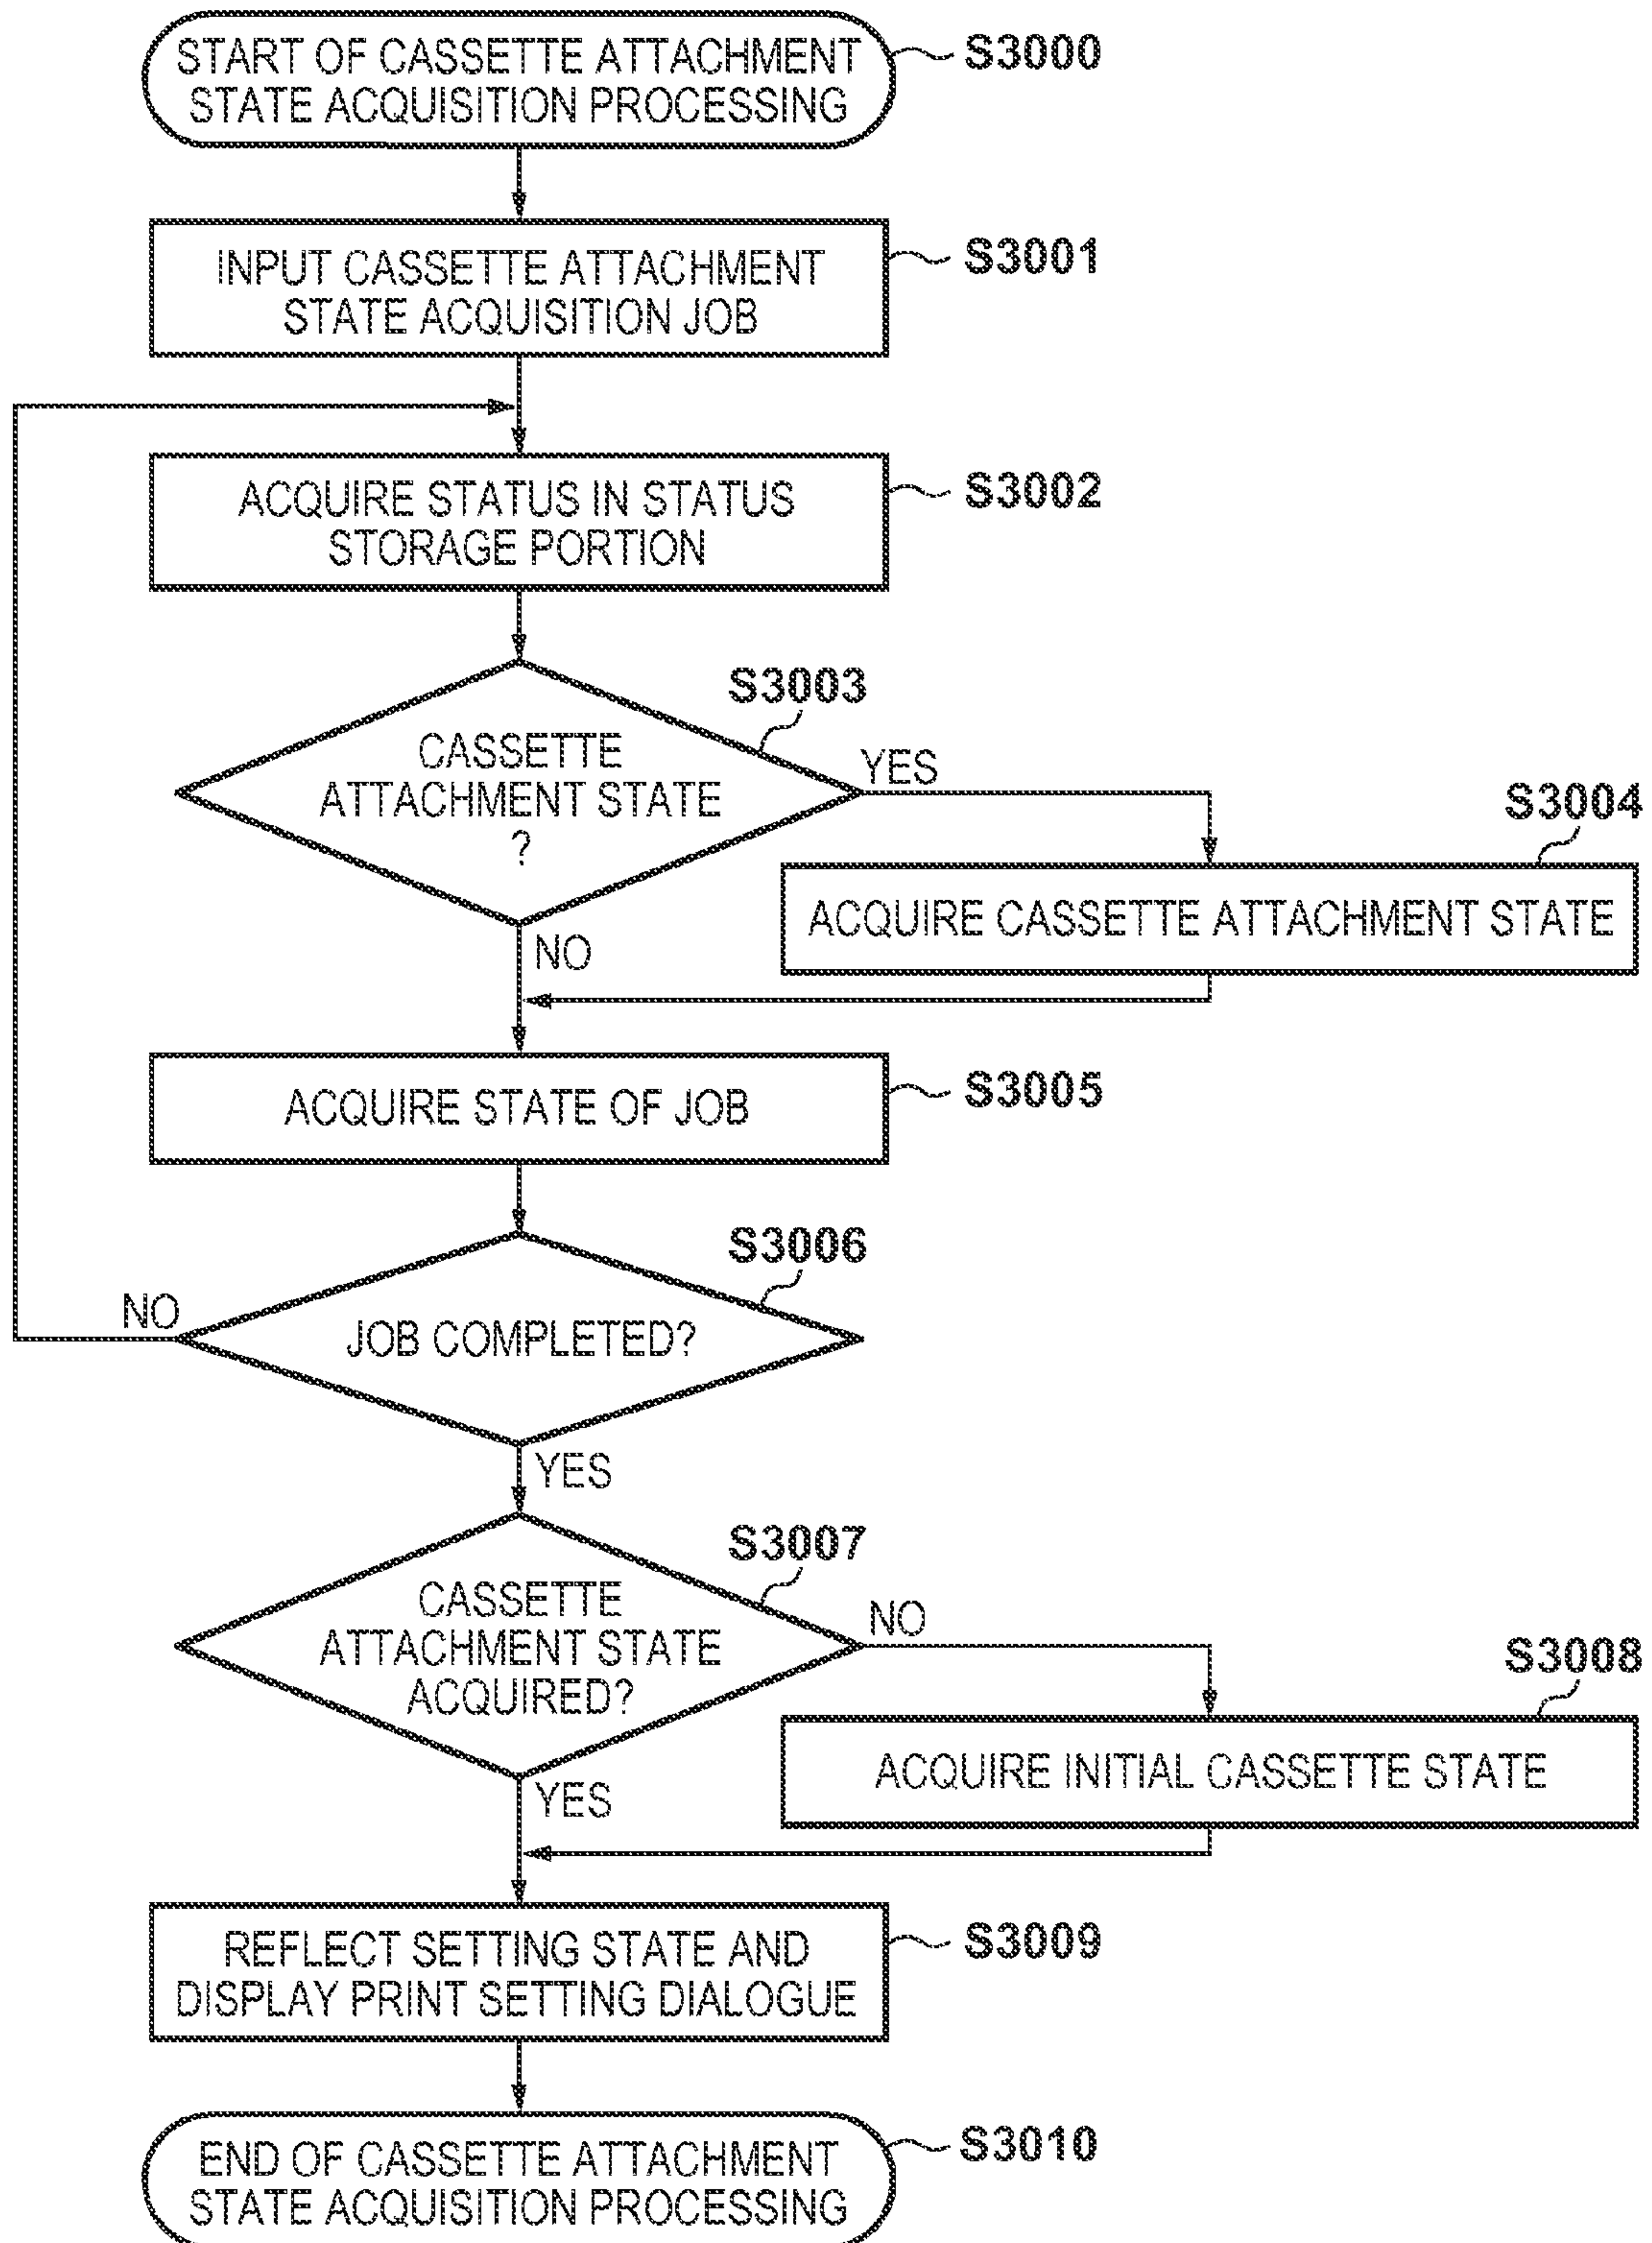 START OF CASSETTE ATTACHMENT
STATE ACQUISITION PROCESSING
S3000
INPUT CASSETTE ATTACHMENT
STATE ACQUISITION JOB
S3001
ACQUIRE STATUS IN STATUS
STORAGE PORTION
S3002
S3003
CASSETTE
ATTACHMENT STATE
?
YES
NO
S3004
ACQUIRE CASSETTE ATTACHMENT STATE
ACQUIRE STATE OF JOB
S3005
S3006
JOB COMPLETED?
NO
YES
S3007
CASSETTE
ATTACHMENT STATE
ACQUIRED?
NO
YES
S3008
ACQUIRE INITIAL CASSETTE STATE
REFLECT SETTING STATE AND
DISPLAY PRINT SETTING DIALOGUE
S3009
END OF CASSETTE ATTACHMENT
STATE ACQUISITION PROCESSING
S3010